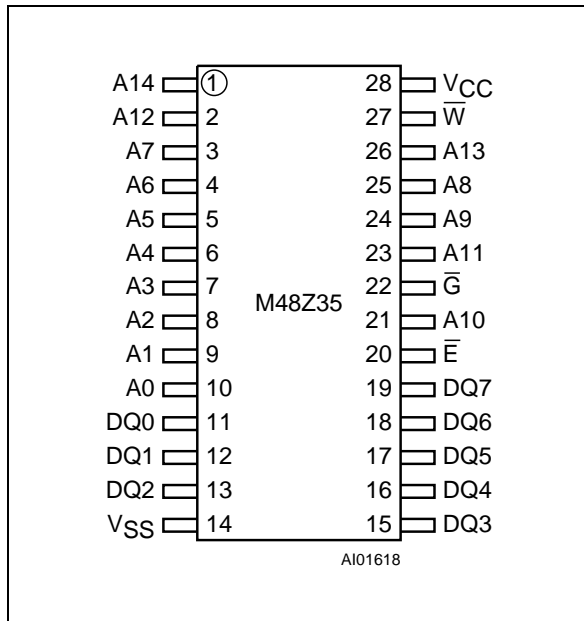 A14 1 28 VCC
A12 2 27 W̅
A7 3 26 A13
A6 4 25 A8
A5 5 24 A9
A4 6 23 A11
A3 7 22 G̅
M48Z35
A2 8 21 A10
A1 9 20 E̅
A0 10 19 DQ7
DQ0 11 18 DQ6
DQ1 12 17 DQ5
DQ2 13 16 DQ4
VSS 14 15 DQ3
AI01618